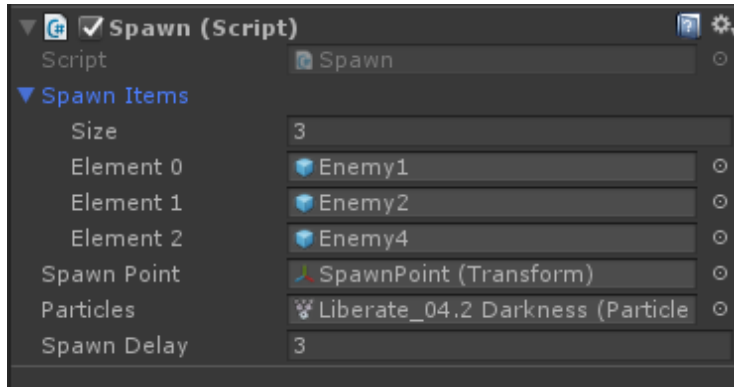 Spawn (Script)
Script Spawn
Spawn Items
Size 3
Element 0 Enemy1
Element 1 Enemy2
Element 2 Enemy4
Spawn Point SpawnPoint (Transform)
Particles Liberate_04.2 Darkness (Particle
Spawn Delay 3